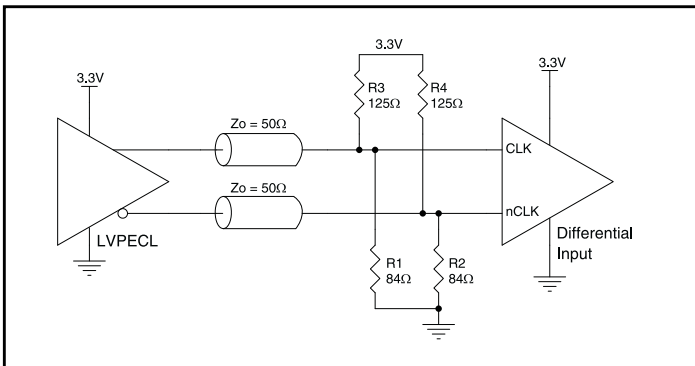 3.3V
3.3V
3.3V
R3
125Ω
R4
125Ω
Zo = 50Ω
CLK
Zo = 50Ω
nCLK
LVPECL
Differential
Input
R1
84Ω
R2
84Ω